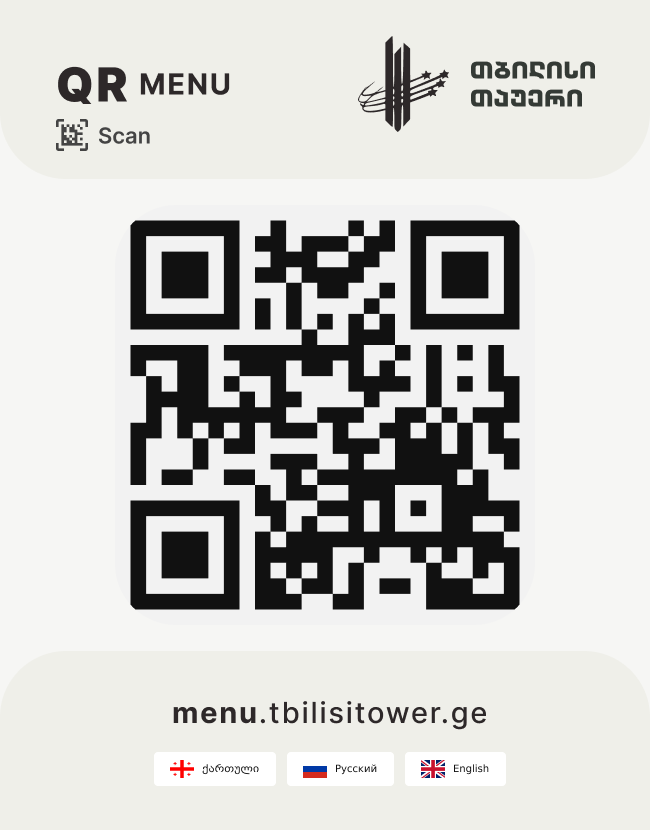 QR MENU
Scan
ᲗᲑᲘᲚᲘᲡᲘ
ᲗᲐᲣᲔᲠᲘ
menu.tbilisitower.ge
ქართული
Русский
English